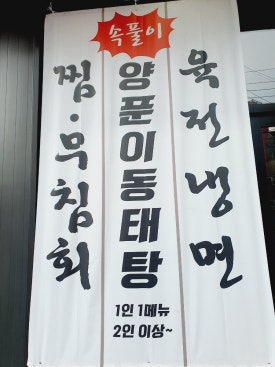 속풀이
찜·무침회
양푼이동태탕
육전냉면
1인 1메뉴
2인 이상~